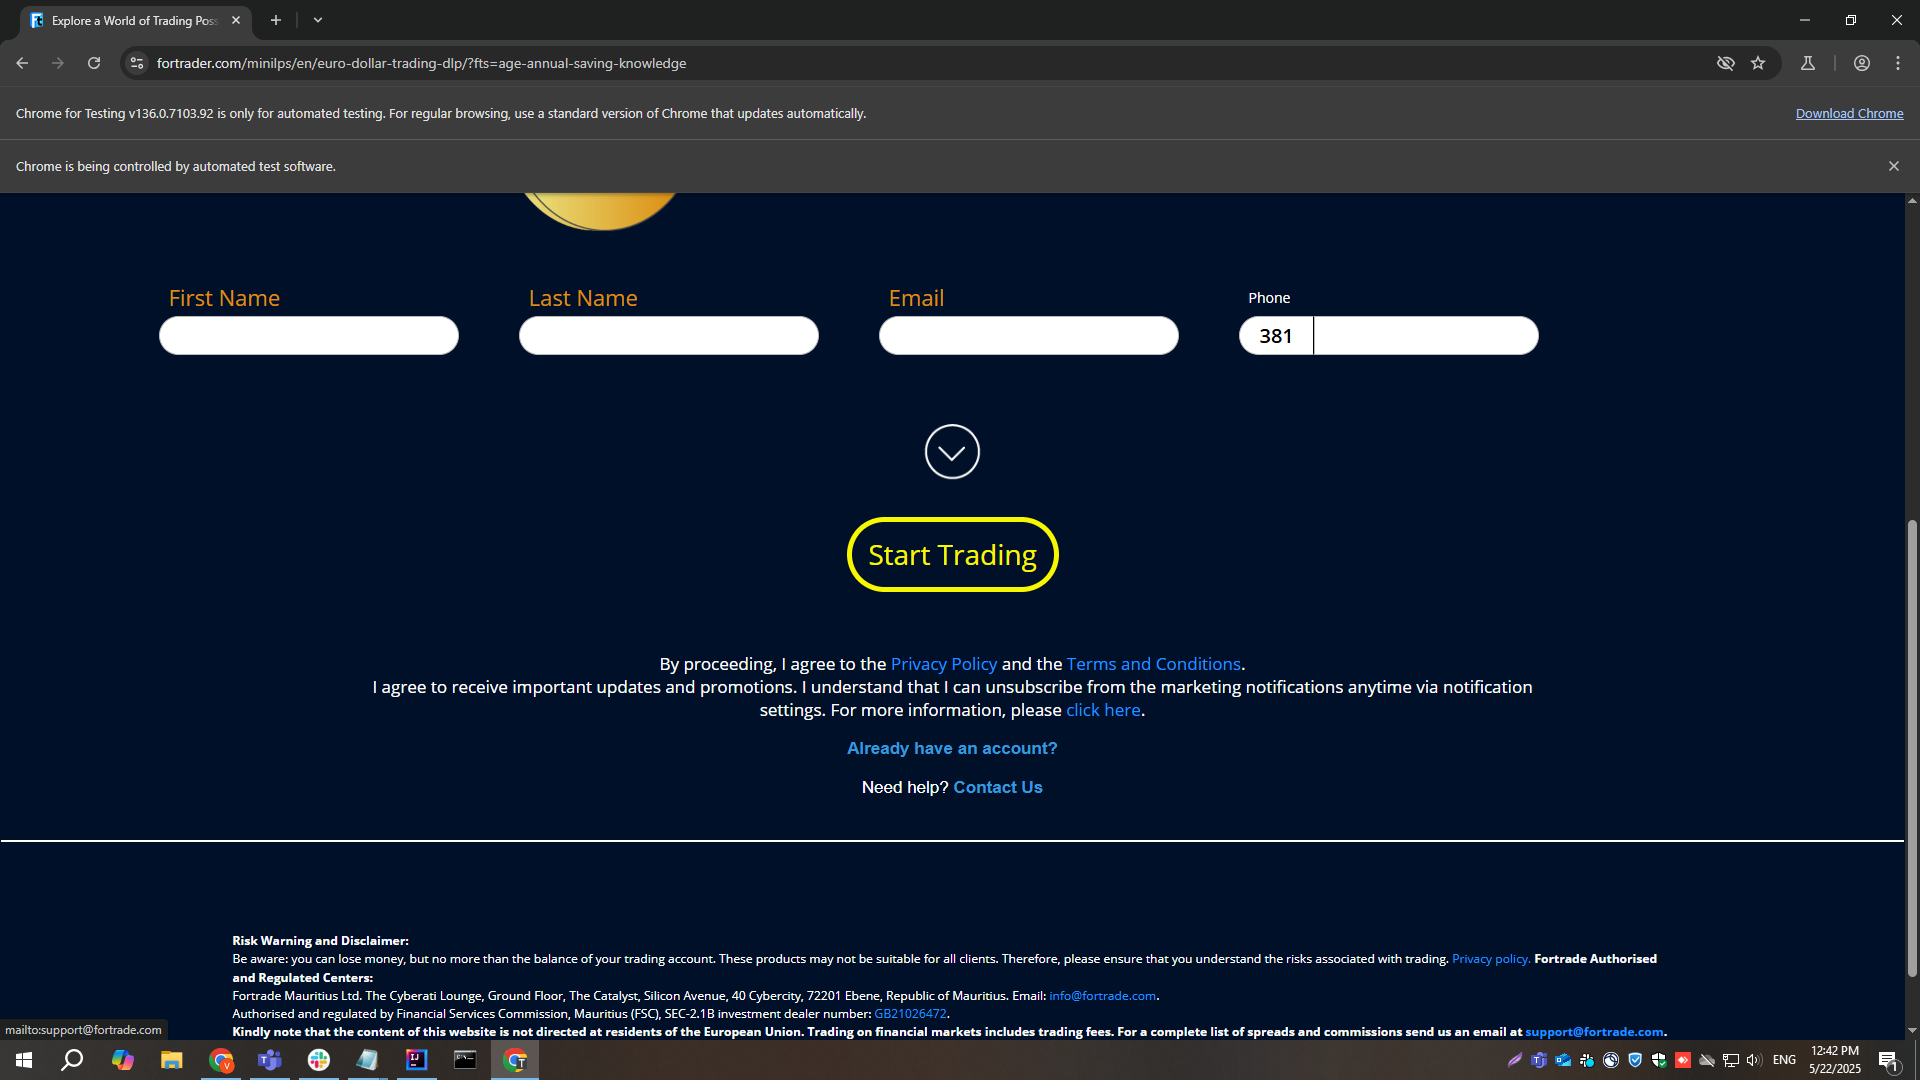 Explore a World of Trading Poss
fortrader.com/minilps/en/euro-dollar-trading-dlp/?fts=age-annual-saving-knowledge
Chrome for Testing v136.0.7103.92 is only for automated testing. For regular browsing, use a standard version of Chrome that updates automatically.
Download Chrome
Chrome is being controlled by automated test software.
First Name
Last Name
Email
Phone
381
Start Trading
By proceeding, I agree to the Privacy Policy and the Terms and Conditions.
I agree to receive important updates and promotions. I understand that I can unsubscribe from the marketing notifications anytime via notification
settings. For more information, please click here.
Already have an account?
Need help? Contact Us
Risk Warning and Disclaimer:
Be aware: you can lose money, but no more than the balance of your trading account. These products may not be suitable for all clients. Therefore, please ensure that you understand the risks associated with trading. Privacy policy. Fortrade Authorised
and Regulated Centers:
Fortrade Mauritius Ltd. The Cyberati Lounge, Ground Floor, The Catalyst, Silicon Avenue, 40 Cybercity, 72201 Ebene, Republic of Mauritius. Email: info@fortrade.com.
Authorised and regulated by Financial Services Commission, Mauritius (FSC), SEC-2.1B investment dealer number: GB21026472.
Kindly note that the content of this website is not directed at residents of the European Union. Trading on financial markets includes trading fees. For a complete list of spreads and commissions send us an email at support@fortrade.com.
mailto:support@fortrade.com
ENG
12:42 PM
5/22/2025
1